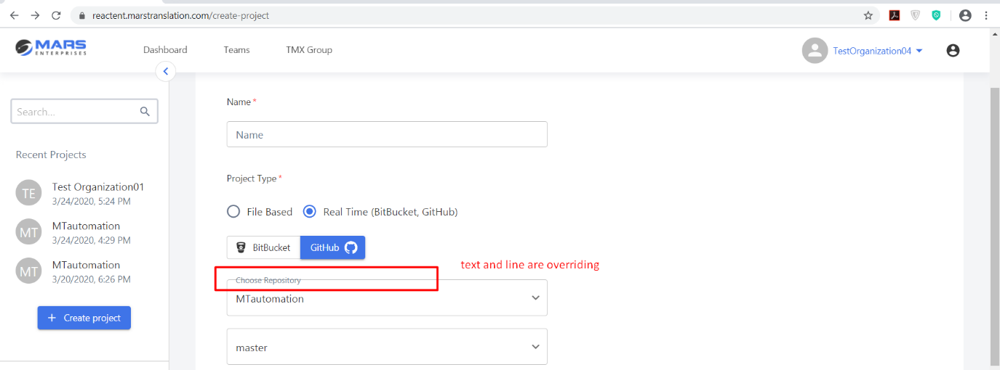 reactent.marstranslation.com/create-project
MARS
ENTERPRISES
Dashboard
Teams
TMX Group
TestOrganization04
Search...
Recent Projects
TE
Test Organization01
3/24/2020, 5:24 PM
MT
MTautomation
3/24/2020, 4:29 PM
MT
MTautomation
3/20/2020, 6:26 PM
+ Create project
Name *
Name
Project Type *
File Based
Real Time (BitBucket, GitHub)
BitBucket
GitHub
text and line are overriding
Choose Repository
MTautomation
master